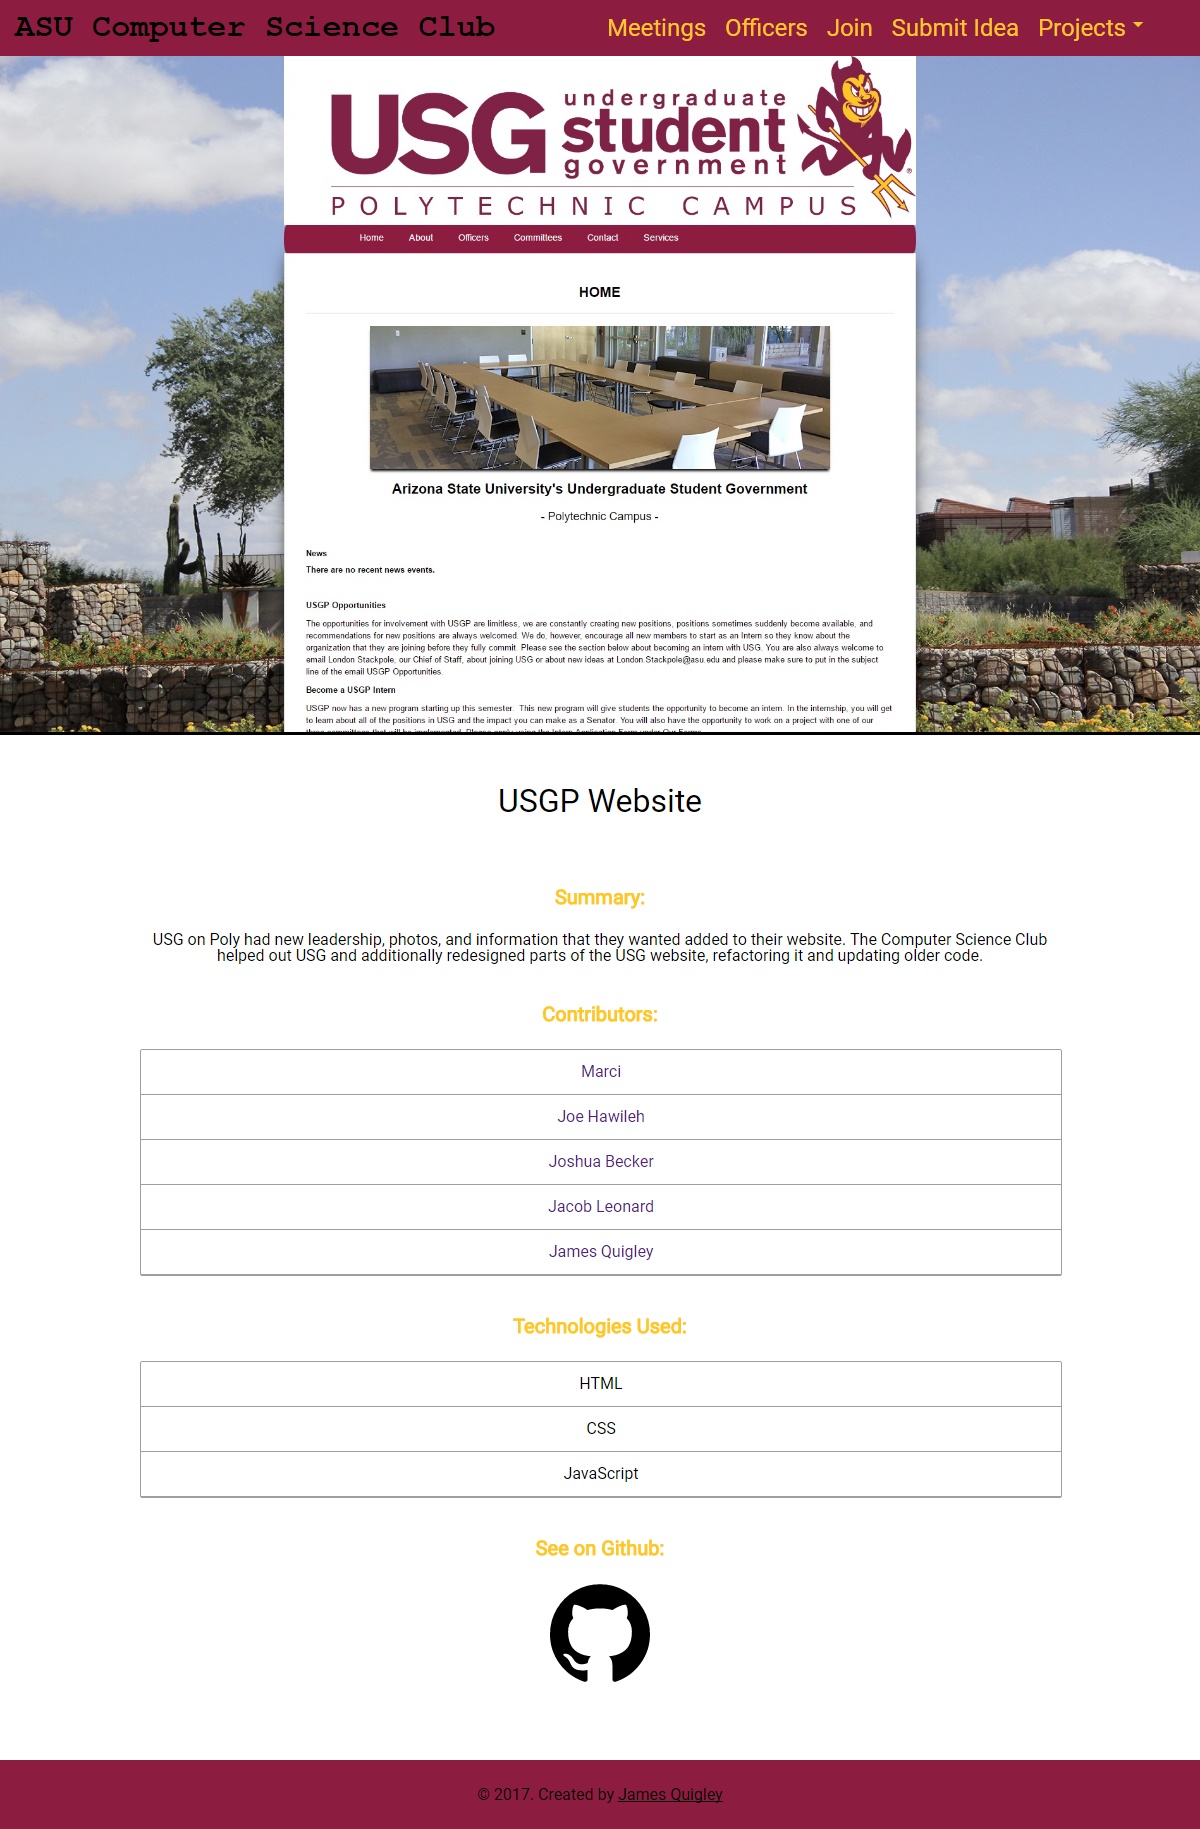 ASU Computer Science Club
Meetings Officers Join Submit Idea Projects
USG undergraduate student government
®
POLYTECHNIC CAMPUS
Home About Officers Committees Contact Services
HOME
Arizona State University's Undergraduate Student Government
- Polytechnic Campus -
News
There are no recent news events.
USGP Opportunities
The opportunities for involvement with USGP are limitless, we are constantly creating new positions, positions sometimes suddenly become available, and
recommendations for new positions are always welcomed. We do, however, encourage all new members to start as an Intern so they know about the
organization that they are joining before they fully commit. Please see the section below about becoming an intern with USG. You are also always welcome to
email London Stackpole, our Chief of Staff, about joining USG or about new ideas at London.Stackpole@asu.edu and please make sure to put in the subject
line of the email USGP Opportunities.
Become a USGP Intern
USGP now has a new program starting up this semester. This new program will give students the opportunity to become an intern. In the internship, you will get
to learn about all of the positions in USG and the impact you can make as a Senator. You will also have the opportunity to work on a project with one of our
USGP Website
Summary:
USG on Poly had new leadership, photos, and information that they wanted added to their website. The Computer Science Club
helped out USG and additionally redesigned parts of the USG website, refactoring it and updating older code.
Contributors:
Marci
Joe Hawileh
Joshua Becker
Jacob Leonard
James Quigley
Technologies Used:
HTML
CSS
JavaScript
See on Github:
© 2017. Created by James Quigley